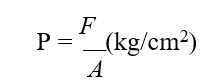 P = F/A (kg/cm²)